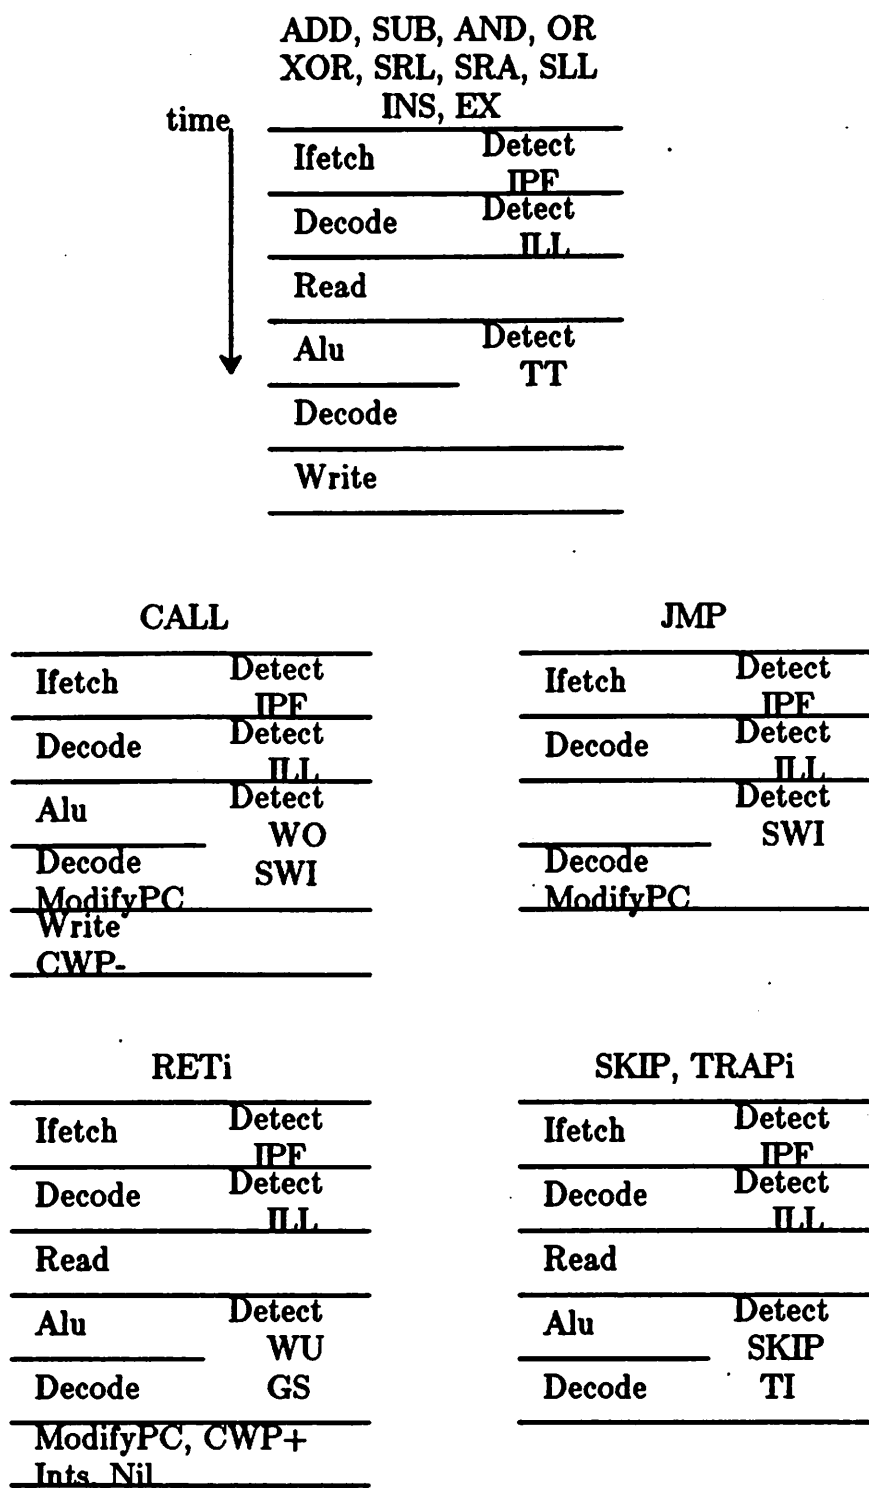 ADD, SUB, AND, OR
XOR, SRL, SRA, SLL
INS, EX
time
Ifetch Detect
IPF
Decode Detect
ILL
Read
Alu Detect
TT
Decode
Write
CALL
Ifetch Detect
IPF
Decode Detect
ILL
Alu Detect
WO
Decode SWI
ModifyPC
Write
CWP-
JMP
Ifetch Detect
IPF
Decode Detect
ILL
Detect
SWI
Decode
ModifyPC
RETi
Ifetch Detect
IPF
Decode Detect
ILL
Read
Alu Detect
WU
Decode GS
ModifyPC, CWP+
Ints, Nil
SKIP, TRAPi
Ifetch Detect
IPF
Decode Detect
ILL
Read
Alu Detect
SKIP
Decode TI